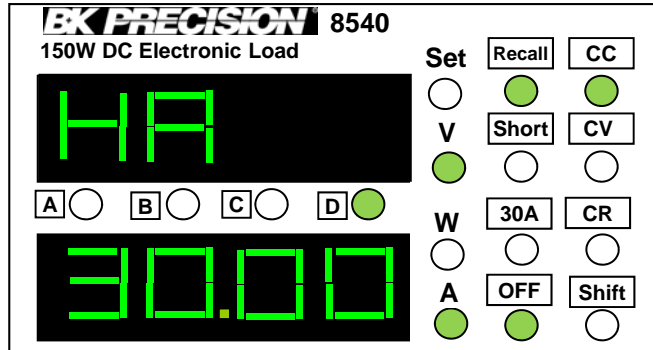 BK PRECISION® 8540
150W DC Electronic Load
Set Recall CC
HA
V Short CV
A B C D
W 30A CR
30.00
A OFF Shift